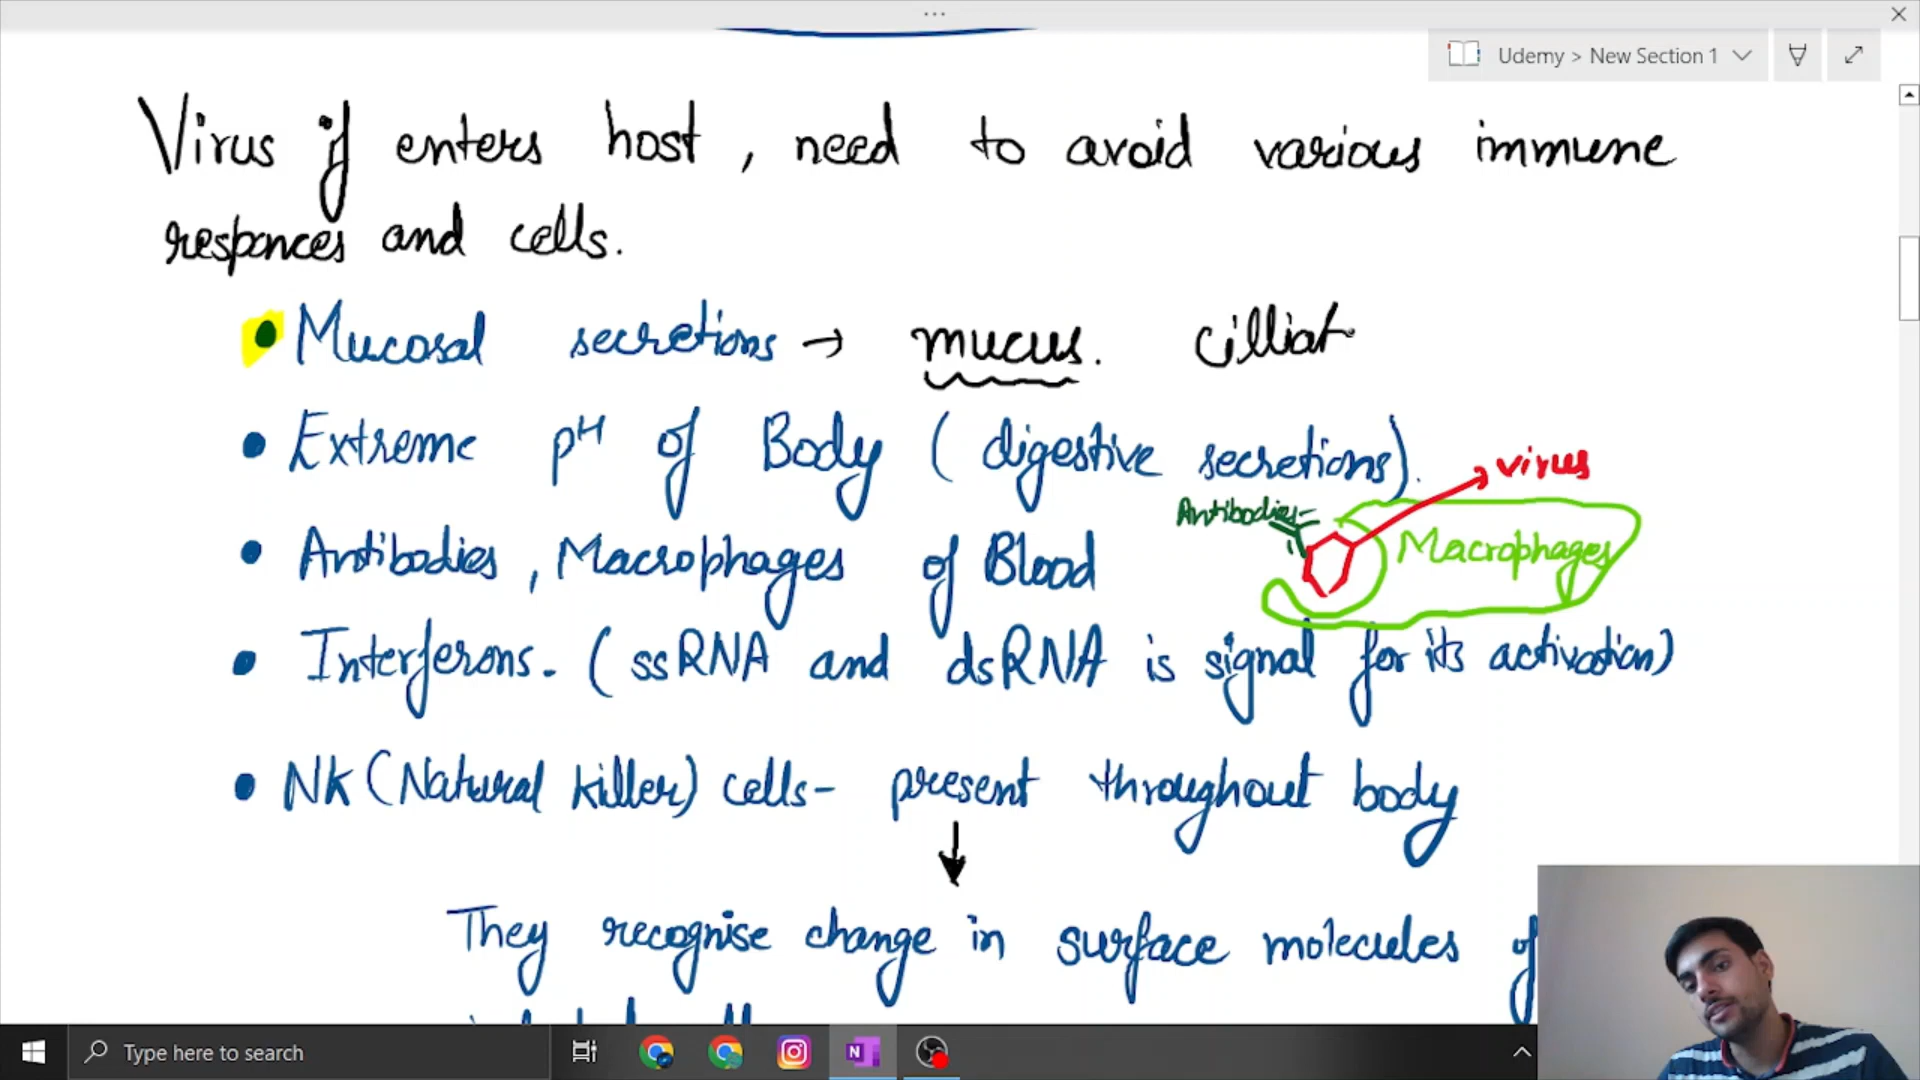 Udemy > New Section 1
Virus if enters host, need to avoid various immune
responces and cells.
Mucosal secretions → mucus. cilliat
Extreme pH of Body (digestive secretions).
virus
Antibodies
Macrophages
Antibodies, Macrophages of Blood
Interferons. (ssRNA and dsRNA is signal for its activation)
NK (Natural killer) cells- present throughout body
They recognise change in surface molecules of
Type here to search